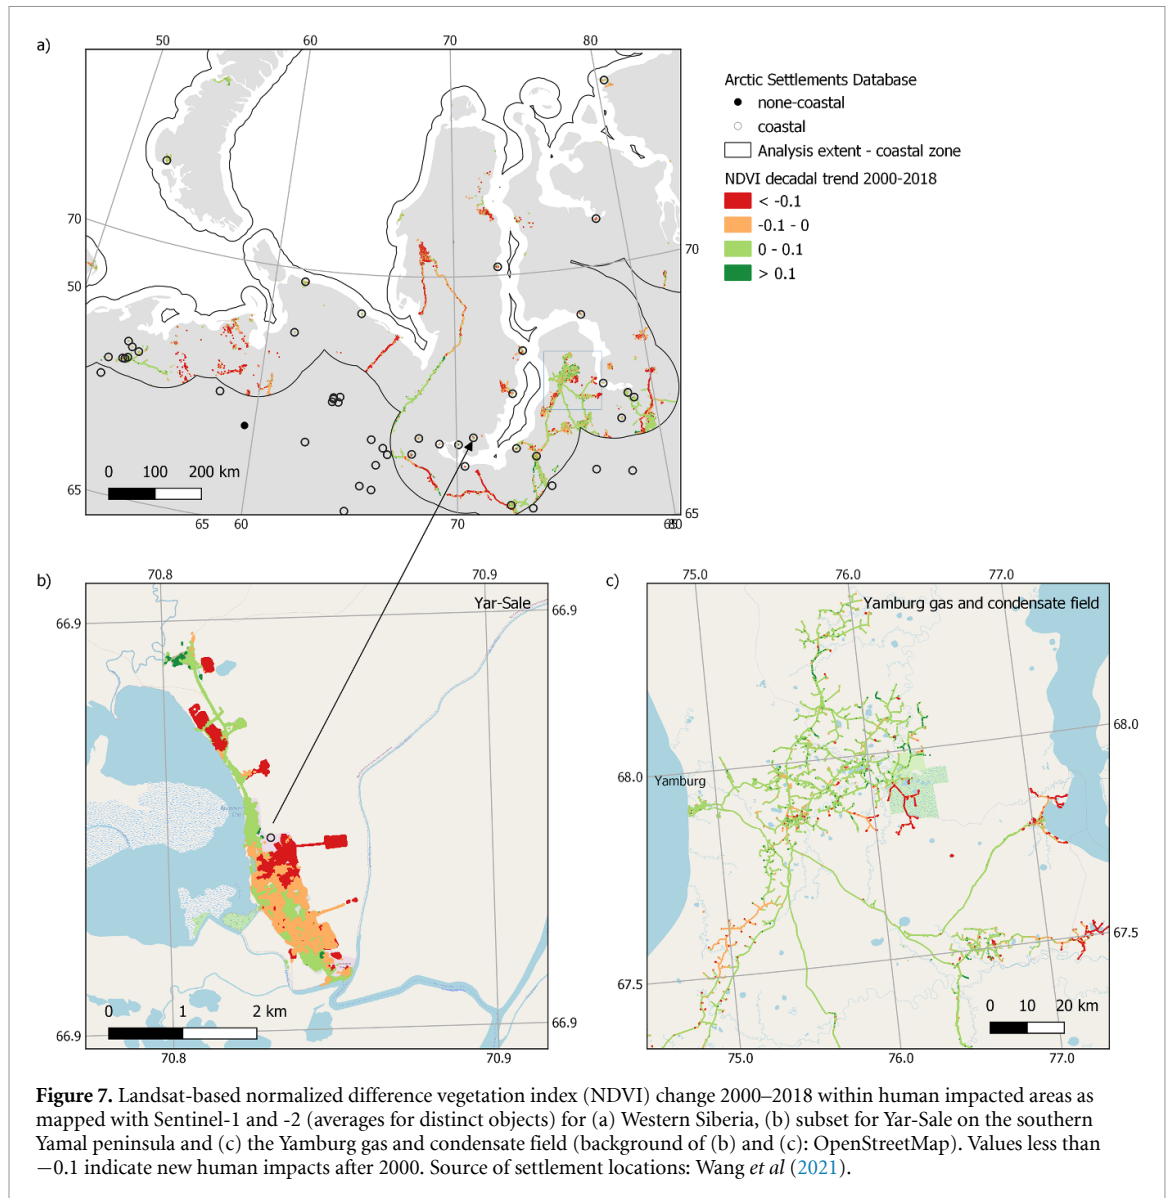 a)
50
60
70
80
70
50
65
70
65
65
60
70
65
80
0 100 200 km
Arctic Settlements Database
none-coastal
coastal
Analysis extent - coastal zone
NDVI decadal trend 2000-2018
< -0.1
-0.1 - 0
0 - 0.1
> 0.1
b)
70.8
70.9
Yar-Sale
66.9
66.9
66.9
66.9
0 1 2 km
70.8
70.9
c)
75.0
76.0
77.0
Yamburg gas and condensate field
68.0
68.0
Yamburg
67.5
67.5
0 10 20 km
75.0
76.0
77.0
Figure 7. Landsat-based normalized difference vegetation index (NDVI) change 2000–2018 within human impacted areas as
mapped with Sentinel-1 and -2 (averages for distinct objects) for (a) Western Siberia, (b) subset for Yar-Sale on the southern
Yamal peninsula and (c) the Yamburg gas and condensate field (background of (b) and (c): OpenStreetMap). Values less than
−0.1 indicate new human impacts after 2000. Source of settlement locations: Wang et al (2021).